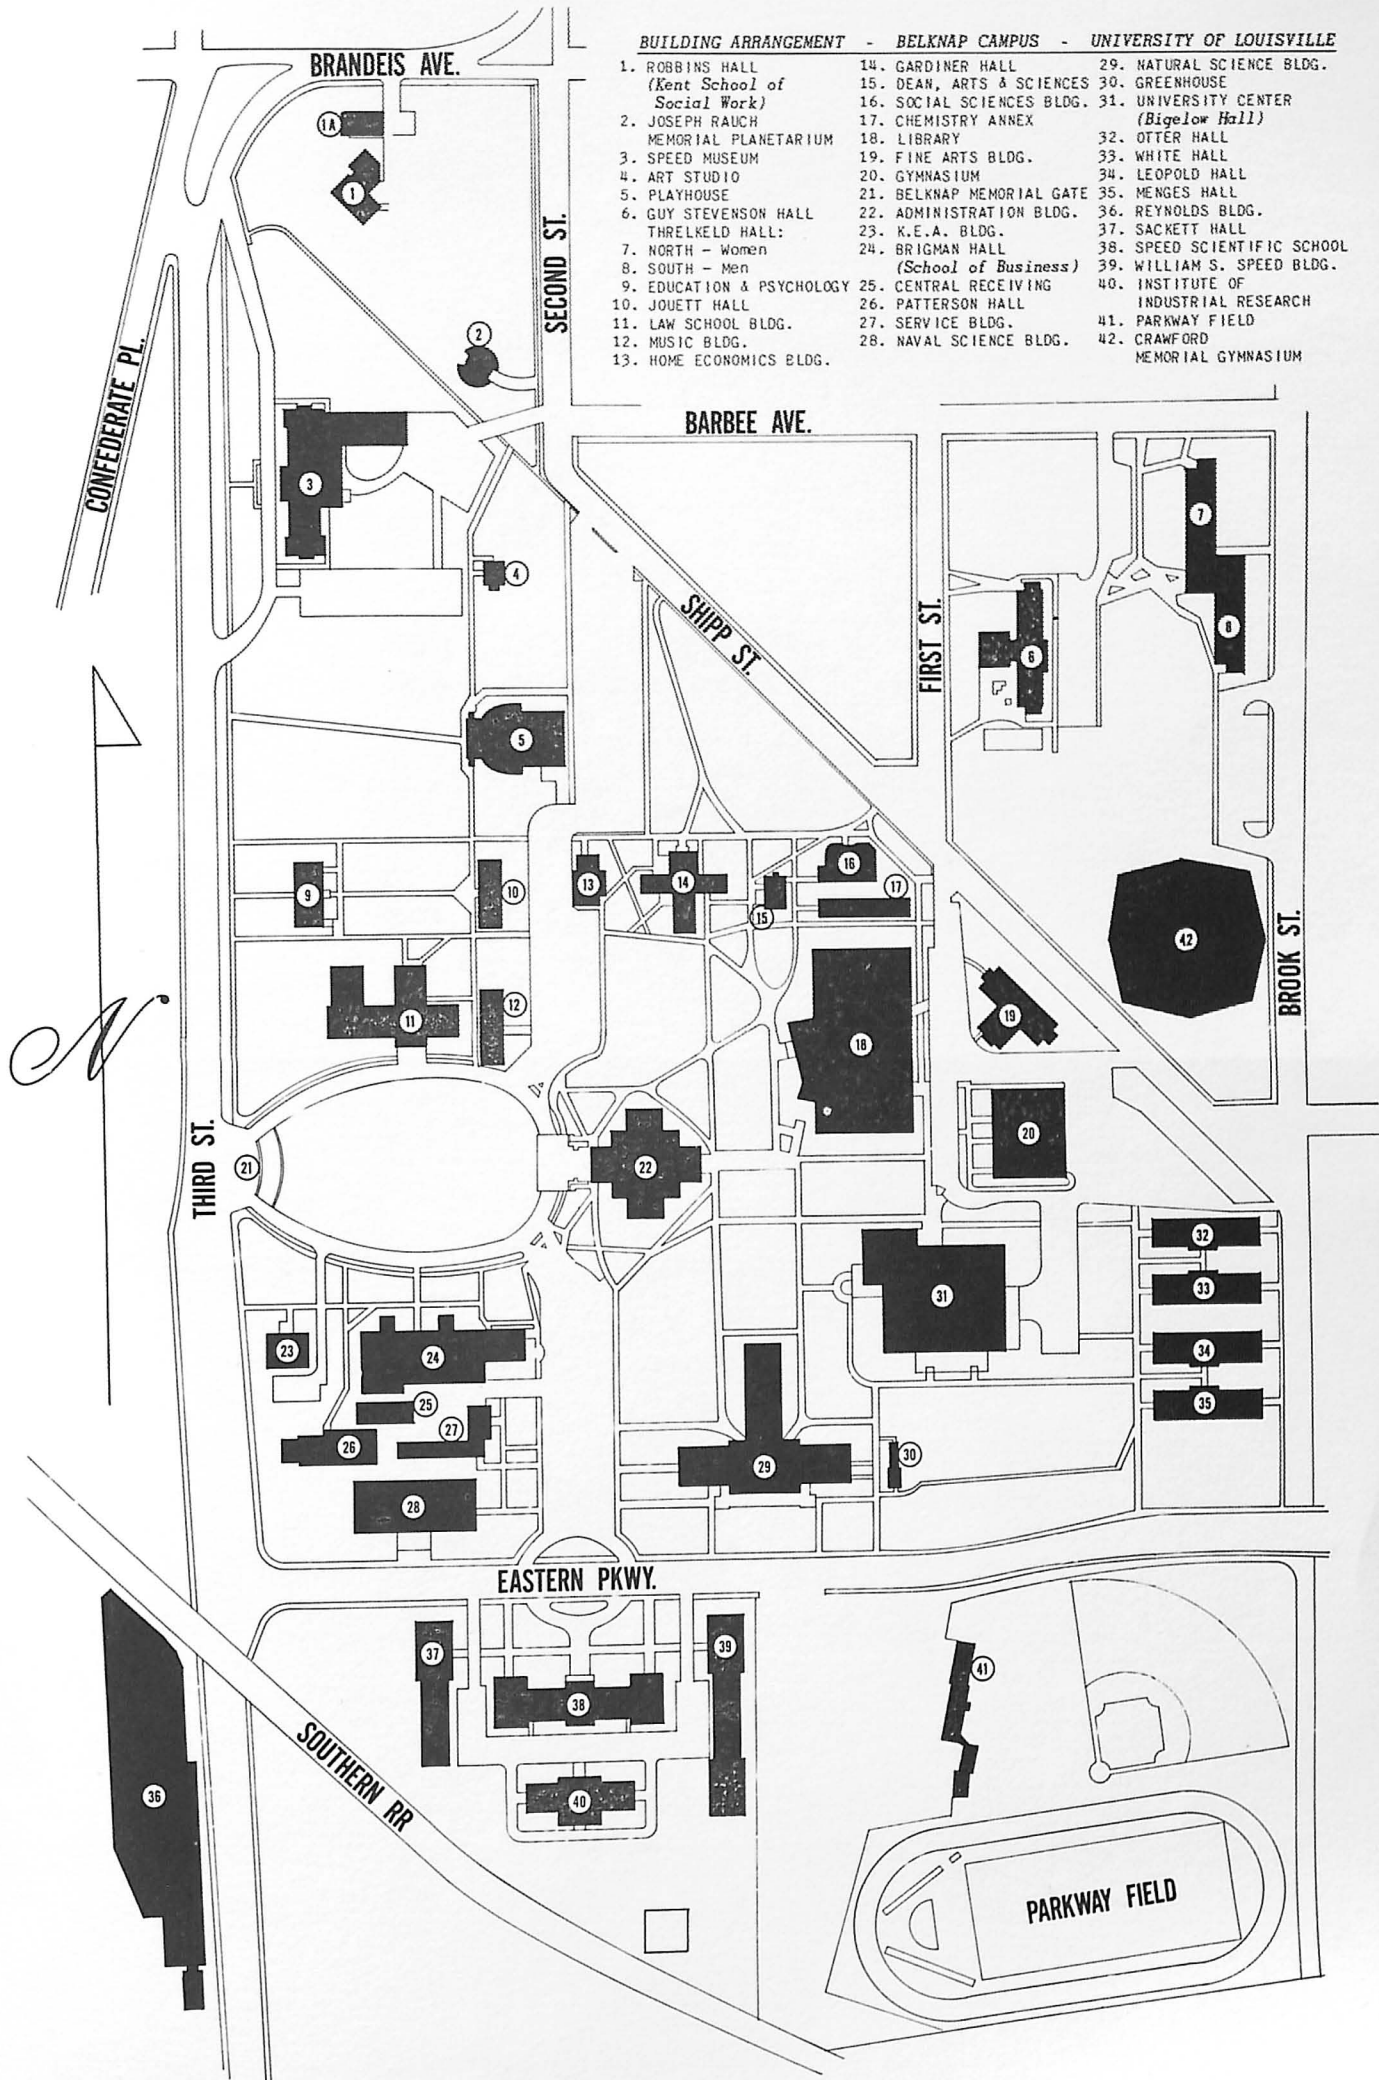 BUILDING ARRANGEMENT - BELKNAP CAMPUS - UNIVERSITY OF LOUISVILLE
1. ROBBINS HALL
(Kent School of
Social Work)
2. JOSEPH RAUCH
MEMORIAL PLANETARIUM
3. SPEED MUSEUM
4. ART STUDIO
5. PLAYHOUSE
6. GUY STEVENSON HALL
THRELKELD HALL:
7. NORTH - Women
8. SOUTH - Men
9. EDUCATION & PSYCHOLOGY
10. JOUETT HALL
11. LAW SCHOOL BLDG.
12. MUSIC BLDG.
13. HOME ECONOMICS BLDG.
14. GARDINER HALL
15. DEAN, ARTS & SCIENCES
16. SOCIAL SCIENCES BLDG.
17. CHEMISTRY ANNEX
18. LIBRARY
19. FINE ARTS BLDG.
20. GYMNASIUM
21. BELKNAP MEMORIAL GATE
22. ADMINISTRATION BLDG.
23. K.E.A. BLDG.
24. BRIGMAN HALL
(School of Business)
25. CENTRAL RECEIVING
26. PATTERSON HALL
27. SERVICE BLDG.
28. NAVAL SCIENCE BLDG.
29. NATURAL SCIENCE BLDG.
30. GREENHOUSE
31. UNIVERSITY CENTER
(Bigelow Hall)
32. OTTER HALL
33. WHITE HALL
34. LEOPOLD HALL
35. MENGES HALL
36. REYNOLDS BLDG.
37. SACKETT HALL
38. SPEED SCIENTIFIC SCHOOL
39. WILLIAM S. SPEED BLDG.
40. INSTITUTE OF
INDUSTRIAL RESEARCH
41. PARKWAY FIELD
42. CRAWFORD
MEMORIAL GYMNASIUM
BRANDEIS AVE.
1A
1
SECOND ST.
2
CONFEDERATE PL.
BARBEE AVE.
3
7
4
SHIPP ST.
FIRST ST.
6
8
5
9
10
13
14
15
16
17
42
BROOK ST.
11
12
18
19
20
THIRD ST.
21
22
N
32
31
33
23
24
34
25
35
26
27
29
30
28
EASTERN PKWY.
37
39
41
38
SOUTHERN RR
36
40
PARKWAY FIELD